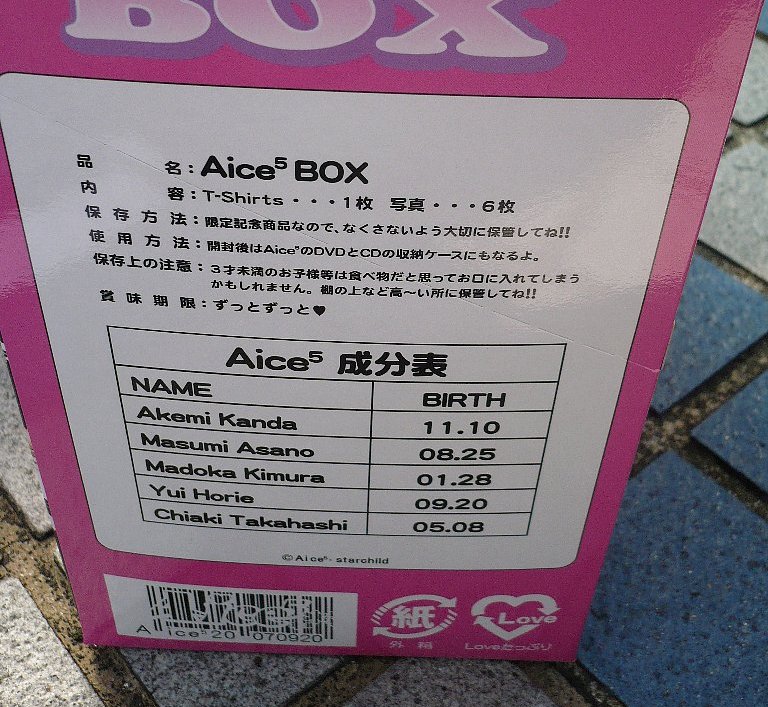 BOX
品名：Aice⁵ BOX
内容：T-Shirts・・・1枚 写真・・・6枚
保存方法：限定記念商品なので、なくさないよう大切に保管してね!!
使用方法：開封後はAice⁵のDVDとCDの収納ケースにもなるよ。
保存上の注意：3才未満のお子様等は食べ物だと思ってお口に入れてしまう
かもしれません。棚の上など高〜い所に保管してね!!
賞味期限：ずっとずっと♥
Aice⁵ 成分表
NAME BIRTH
Akemi Kanda 11.10
Masumi Asano 08.25
Madoka Kimura 01.28
Yui Horie 09.20
Chiaki Takahashi 05.08
©Aice⁵・starchild
Aice⁵20 070920
紙
外箱
Love
Loveたっぷり